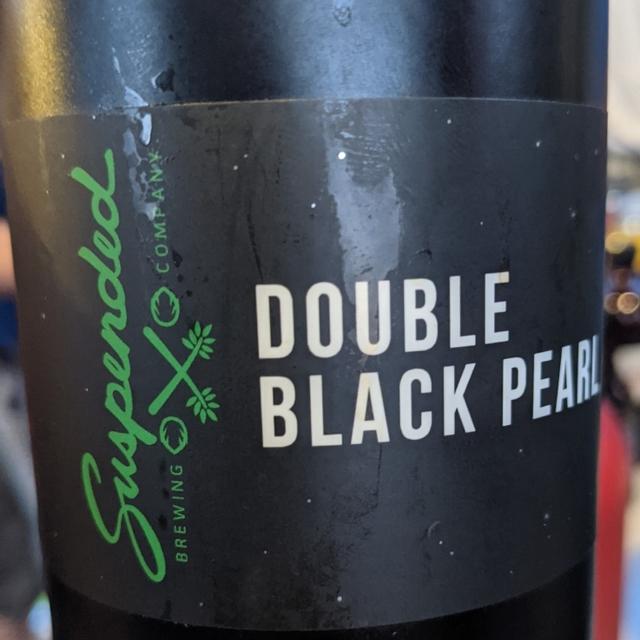 Suspended
BREWING COMPANY
DOUBLE
BLACK PEARL